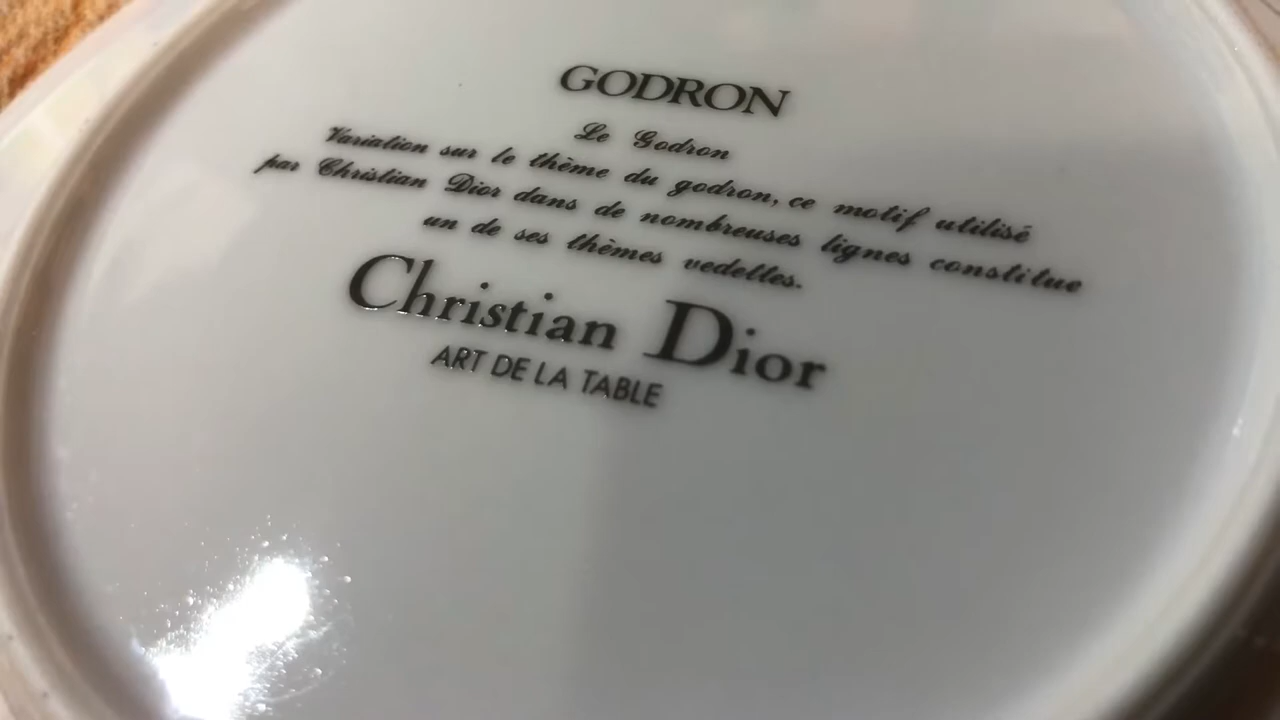 GODRON
Le Godron
Variation sur le thème du godron, ce motif utilisé
par Christian Dior dans de nombreuses lignes constitue
un de ses thèmes vedettes.
Christian Dior
ART DE LA TABLE